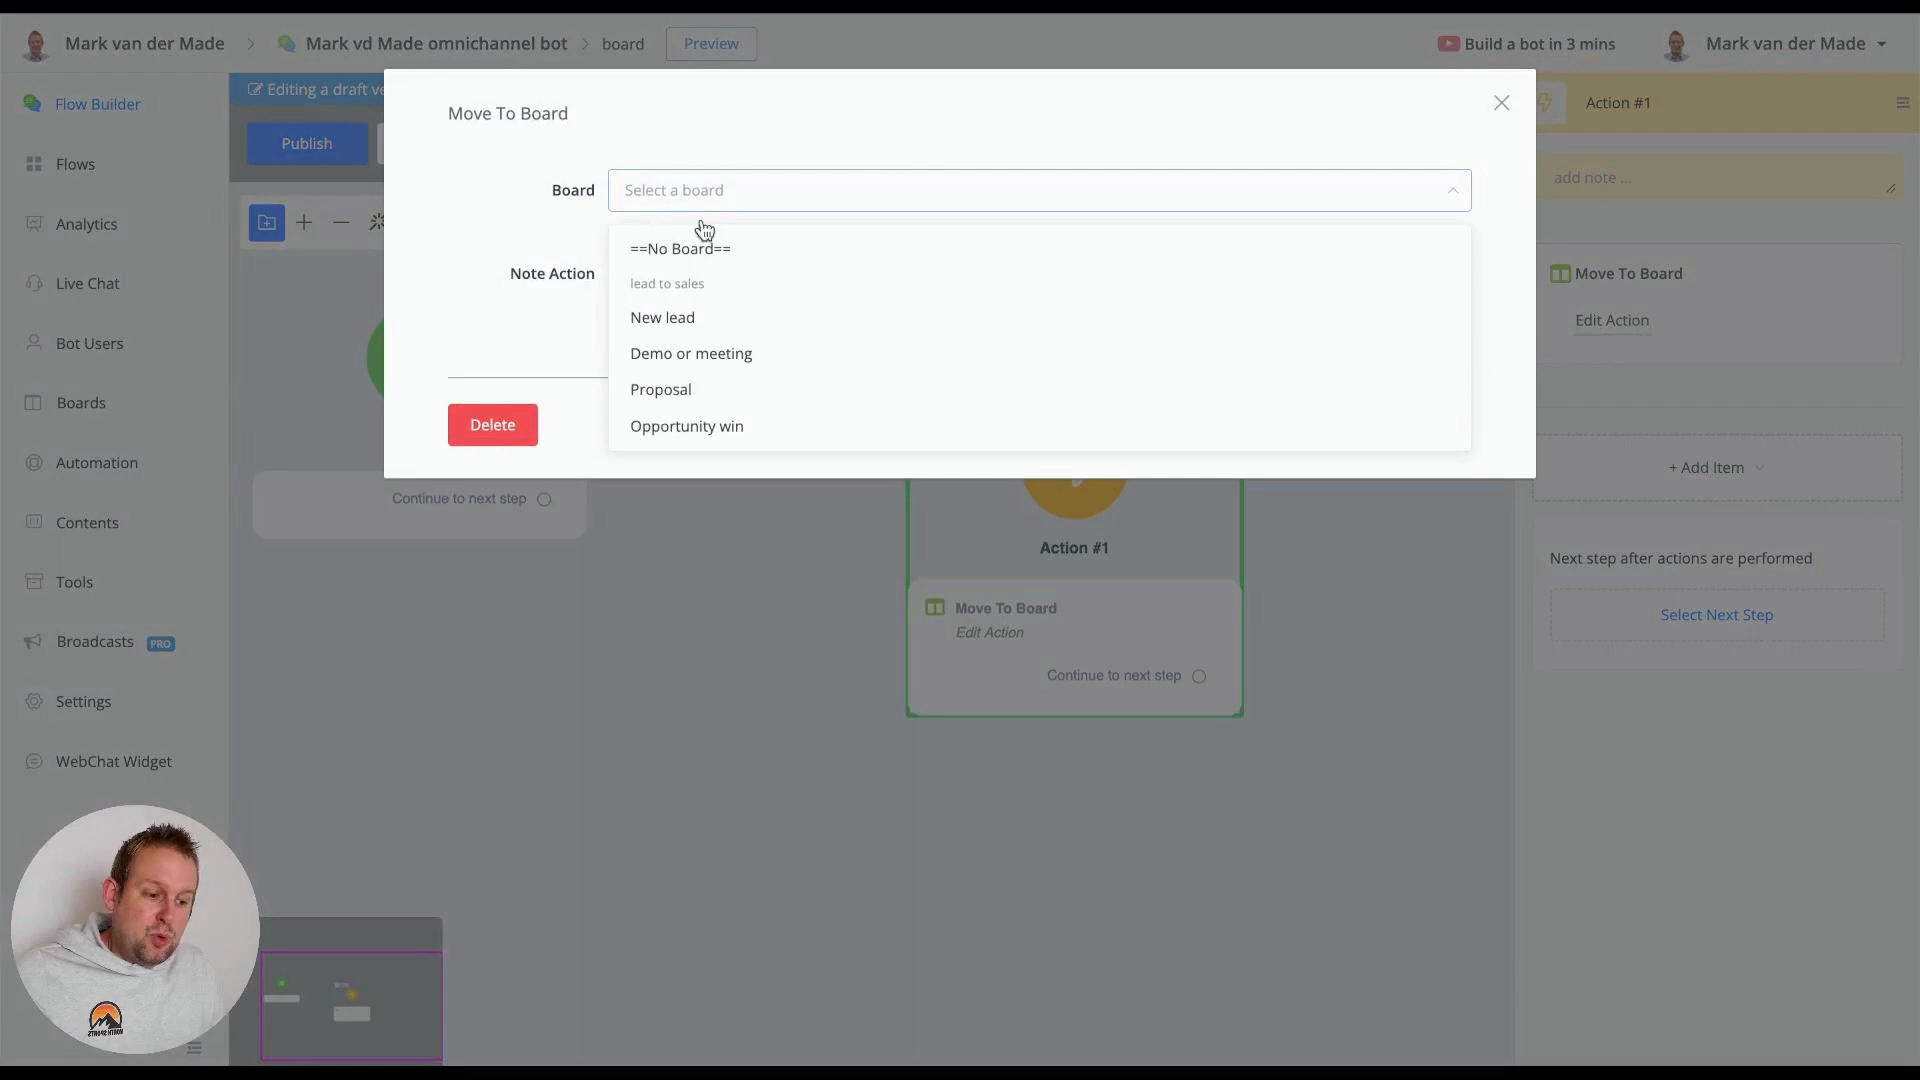 Mark van der Made
Mark vd Made omnichannel bot
board
Preview
Build a bot in 3 mins
Mark van der Made
Flow Builder
Flows
Analytics
Live Chat
Bot Users
Boards
Automation
Contents
Tools
Broadcasts PRO
Settings
WebChat Widget
Editing a draft ve
Publish
Move To Board
Board
Select a board
==No Board==
lead to sales
New lead
Demo or meeting
Proposal
Opportunity win
Note Action
Delete
Continue to next step
Action #1
Move To Board
Edit Action
Continue to next step
Action #1
add note ...
Move To Board
Edit Action
+ Add Item
Next step after actions are performed
Select Next Step